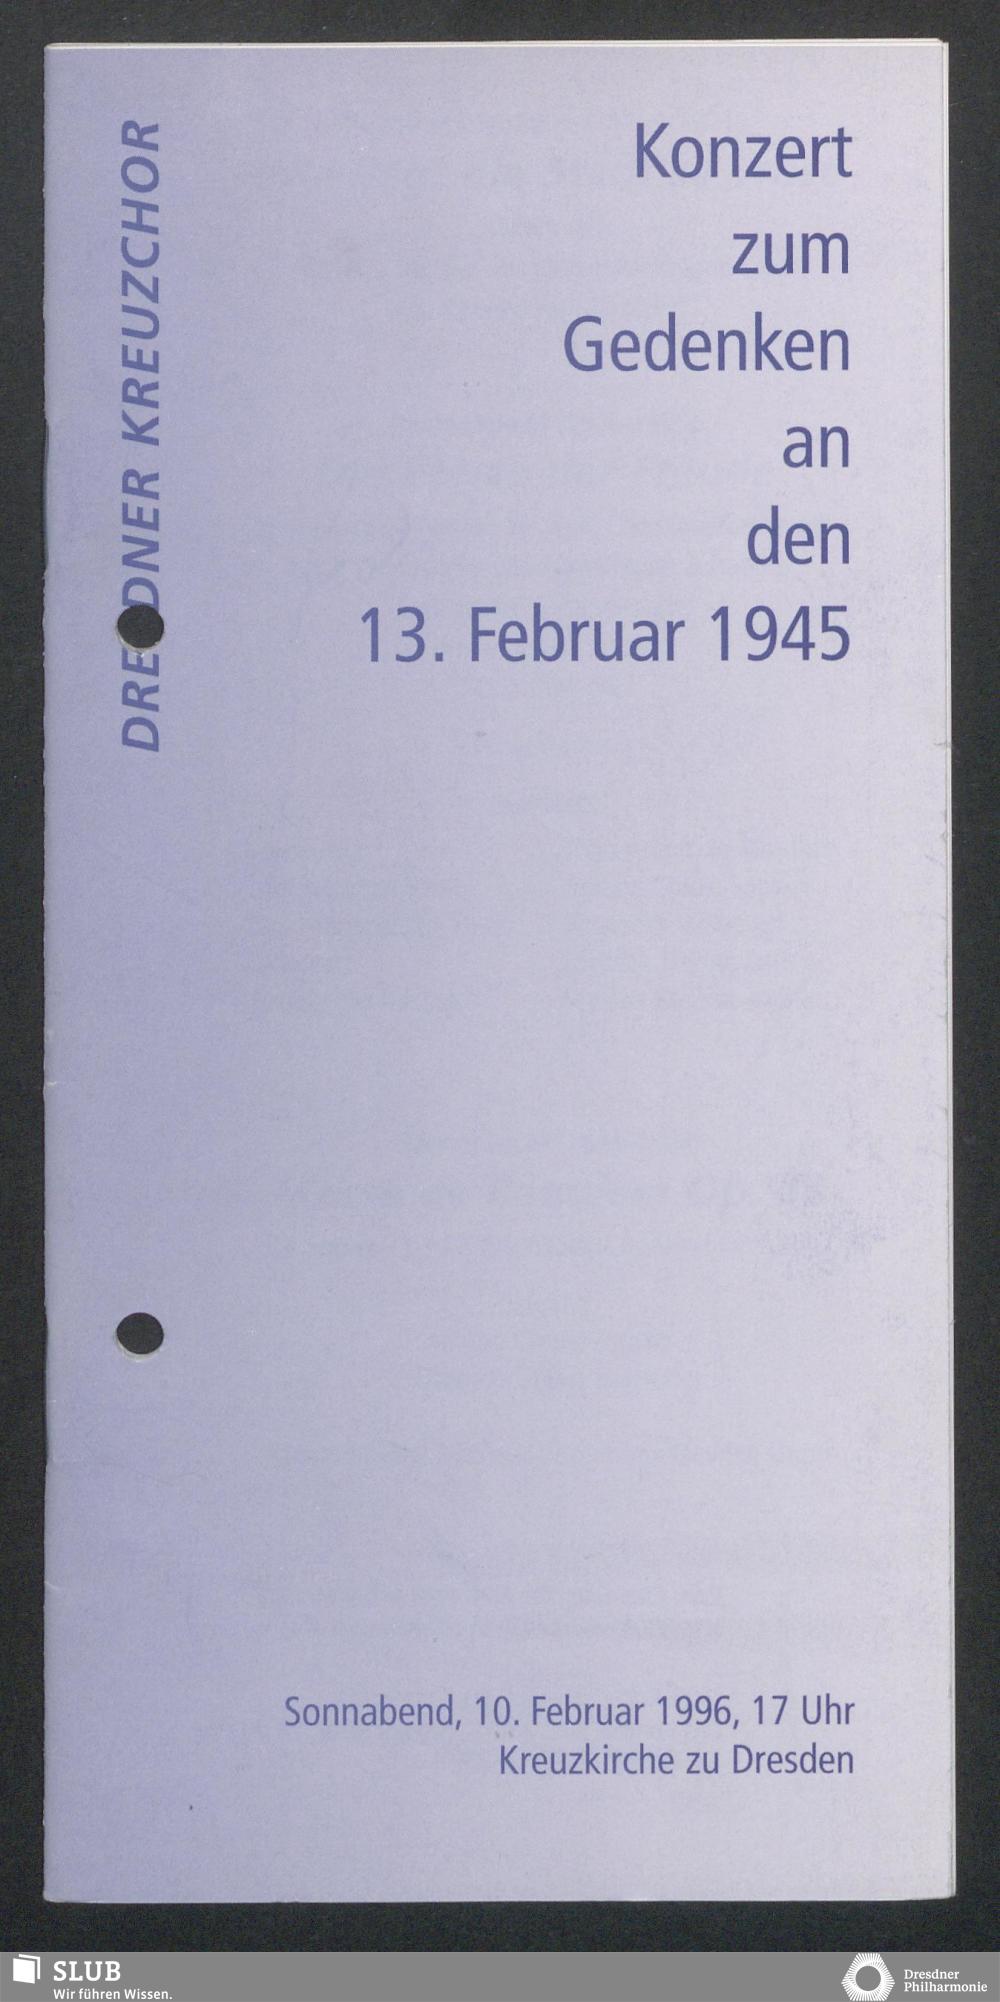 DRESDNER KREUZCHOR
Konzert
zum
Gedenken
an
den
13. Februar 1945
Sonnabend, 10. Februar 1996, 17 Uhr
Kreuzkirche zu Dresden
SLUB
Wir führen Wissen.
Dresdner
Philharmonie